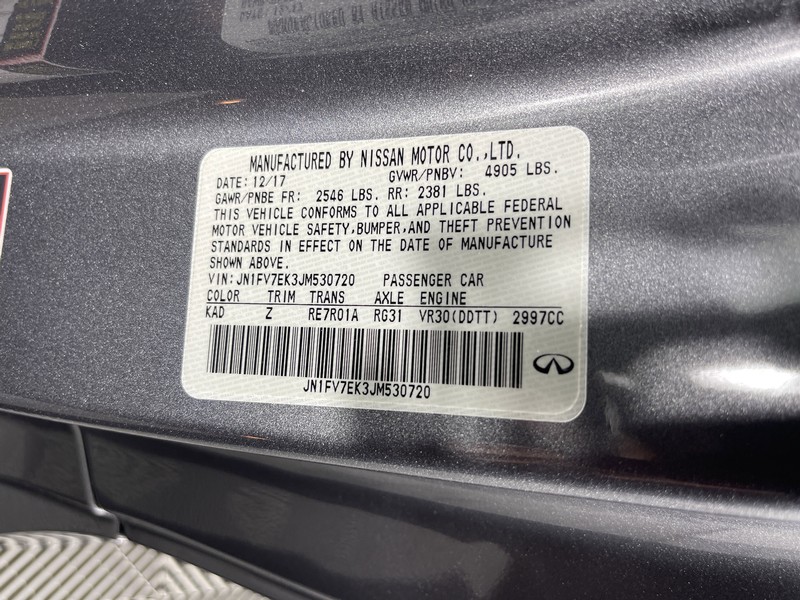 MANUFACTURED BY NISSAN MOTOR CO.,LTD.
DATE: 12/17 GVWR/PNBV: 4905 LBS.
GAWR/PNBE FR: 2546 LBS. RR: 2381 LBS.
THIS VEHICLE CONFORMS TO ALL APPLICABLE FEDERAL
MOTOR VEHICLE SAFETY,BUMPER,AND THEFT PREVENTION
STANDARDS IN EFFECT ON THE DATE OF MANUFACTURE
SHOWN ABOVE.
VIN:JN1FV7EK3JM530720 PASSENGER CAR
COLOR TRIM TRANS AXLE ENGINE
KAD Z RE7R01A RG31 VR30(DDTT) 2997CC
JN1FV7EK3JM530720